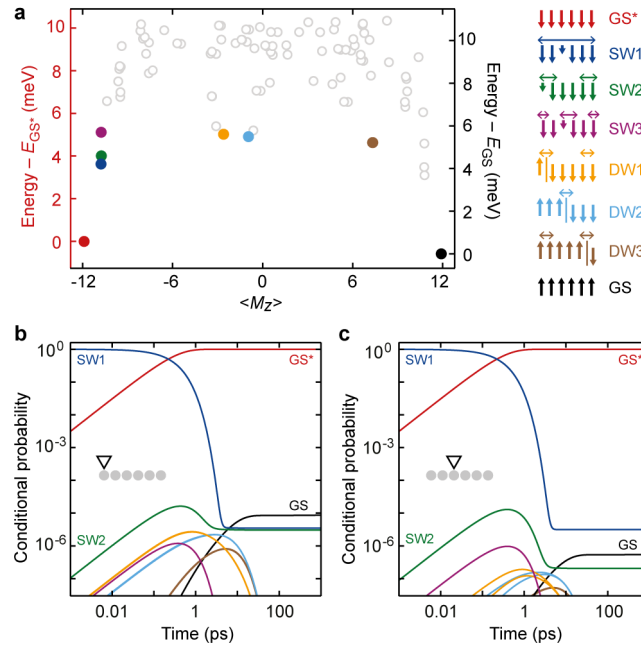 a
Energy – E_GS* (meV)
10
8
6
4
2
0
10
8
6
4
2
0
Energy – E_GS (meV)
-12
-6
0
6
12
<M_Z>
GS*
SW1
SW2
SW3
DW1
DW2
DW3
GS
b
Conditional probability
10^0
10^-3
10^-6
SW1
GS*
GS
SW2
0.01
1
100
Time (ps)
c
Conditional probability
10^0
10^-3
10^-6
SW1
GS*
GS
SW2
0.01
1
100
Time (ps)